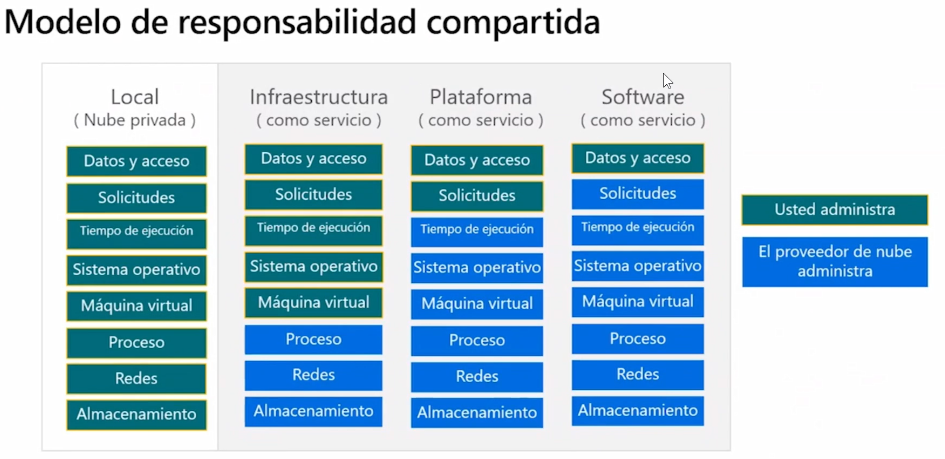 Modelo de responsabilidad compartida
Local
( Nube privada )
Datos y acceso
Solicitudes
Tiempo de ejecución
Sistema operativo
Máquina virtual
Proceso
Redes
Almacenamiento
Infraestructura
( como servicio )
Datos y acceso
Solicitudes
Tiempo de ejecución
Sistema operativo
Máquina virtual
Proceso
Redes
Almacenamiento
Plataforma
( como servicio )
Datos y acceso
Solicitudes
Tiempo de ejecución
Sistema operativo
Máquina virtual
Proceso
Redes
Almacenamiento
Software
( como servicio )
Datos y acceso
Solicitudes
Tiempo de ejecución
Sistema operativo
Máquina virtual
Proceso
Redes
Almacenamiento
Usted administra
El proveedor de nube
administra